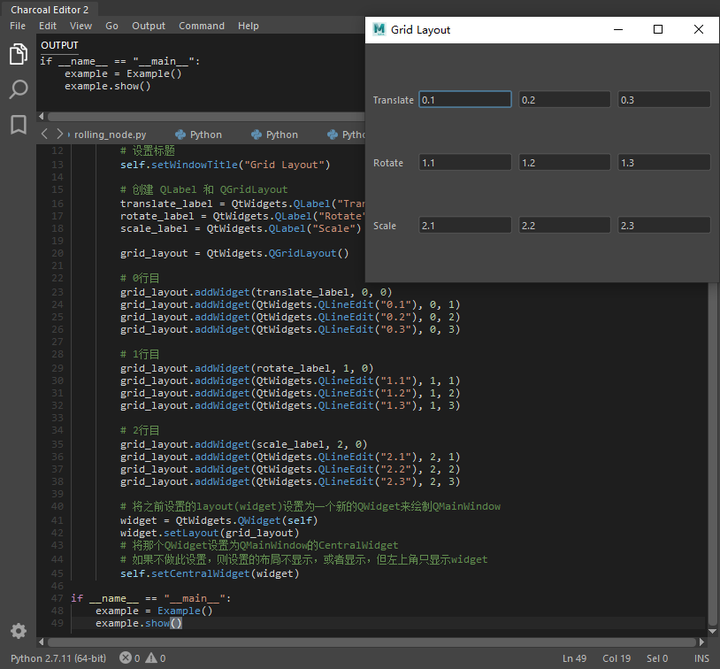 Charcoal Editor 2
File Edit View Go Output Command Help
OUTPUT
if __name__ == "__main__":
    example = Example()
    example.show()
rolling_node.py Python Python Pytho
12 # 设置标题
13 self.setWindowTitle("Grid Layout")
14
15 # 创建 QLabel 和 QGridLayout
16 translate_label = QtWidgets.QLabel("Tran
17 rotate_label = QtWidgets.QLabel("Rotate"
18 scale_label = QtWidgets.QLabel("Scale")
19
20 grid_layout = QtWidgets.QGridLayout()
21
22 # 0行目
23 grid_layout.addWidget(translate_label, 0, 0)
24 grid_layout.addWidget(QtWidgets.QLineEdit("0.1"), 0, 1)
25 grid_layout.addWidget(QtWidgets.QLineEdit("0.2"), 0, 2)
26 grid_layout.addWidget(QtWidgets.QLineEdit("0.3"), 0, 3)
27
28 # 1行目
29 grid_layout.addWidget(rotate_label, 1, 0)
30 grid_layout.addWidget(QtWidgets.QLineEdit("1.1"), 1, 1)
31 grid_layout.addWidget(QtWidgets.QLineEdit("1.2"), 1, 2)
32 grid_layout.addWidget(QtWidgets.QLineEdit("1.3"), 1, 3)
33
34 # 2行目
35 grid_layout.addWidget(scale_label, 2, 0)
36 grid_layout.addWidget(QtWidgets.QLineEdit("2.1"), 2, 1)
37 grid_layout.addWidget(QtWidgets.QLineEdit("2.2"), 2, 2)
38 grid_layout.addWidget(QtWidgets.QLineEdit("2.3"), 2, 3)
39
40 # 将之前设置的layout(widget)设置为一个新的QWidget来绘制QMainWindow
41 widget = QtWidgets.QWidget(self)
42 widget.setLayout(grid_layout)
43 # 将那个QWidget设置为QMainWindow的CentralWidget
44 # 如果不做此设置，则设置的布局不显示，或者显示，但左上角只显示widget
45 self.setCentralWidget(widget)
46
47 if __name__ == "__main__":
48     example = Example()
49     example.show()
Python 2.7.11 (64-bit) 0 0 Ln 49 Col 19 Sel 0 INS
Grid Layout
Translate 0.1 0.2 0.3
Rotate 1.1 1.2 1.3
Scale 2.1 2.2 2.3